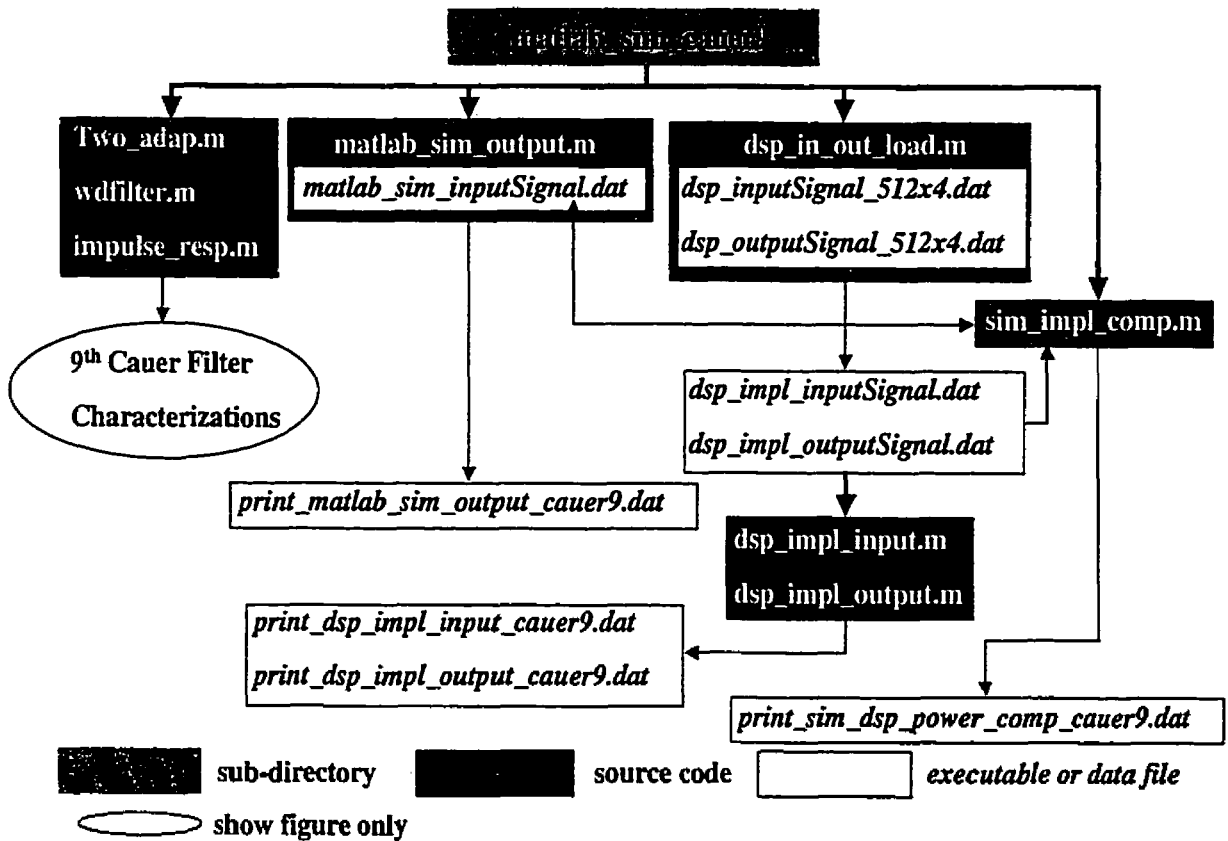 Two_adap.m
wdfilter.m
impulse_resp.m
matlab_sim_output.m
matlab_sim_inputSignal.dat
dsp_in_out_load.m
dsp_inputSignal_512x4.dat
dsp_outputSignal_512x4.dat
sim_impl_comp.m
9th Cauer Filter
Characterizations
dsp_impl_inputSignal.dat
dsp_impl_outputSignal.dat
print_matlab_sim_output_cauer9.dat
dsp_impl_input.m
dsp_impl_output.m
print_dsp_impl_input_cauer9.dat
print_dsp_impl_output_cauer9.dat
print_sim_dsp_power_comp_cauer9.dat
sub-directory
source code
executable or data file
show figure only